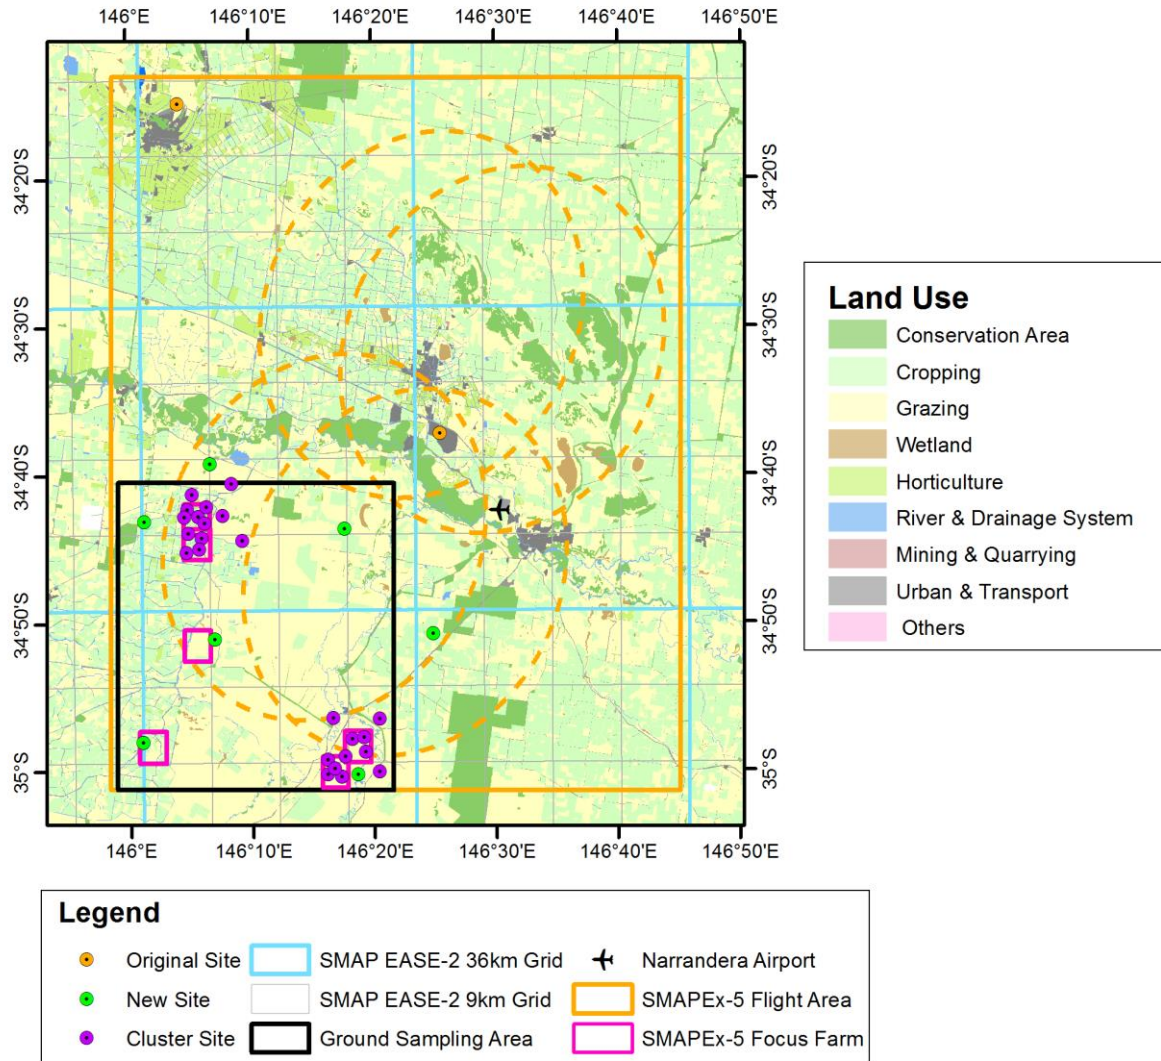 146°E 146°10'E 146°20'E 146°30'E 146°40'E 146°50'E
34°20'S 34°20'S
34°30'S 34°30'S
34°40'S 34°40'S
34°50'S 34°50'S
35°S 35°S
146°E 146°10'E 146°20'E 146°30'E 146°40'E 146°50'E
Land Use
Conservation Area
Cropping
Grazing
Wetland
Horticulture
River & Drainage System
Mining & Quarrying
Urban & Transport
Others
Legend
Original Site SMAP EASE-2 36km Grid Narrandera Airport
New Site SMAP EASE-2 9km Grid SMAPEx-5 Flight Area
Cluster Site Ground Sampling Area SMAPEx-5 Focus Farm